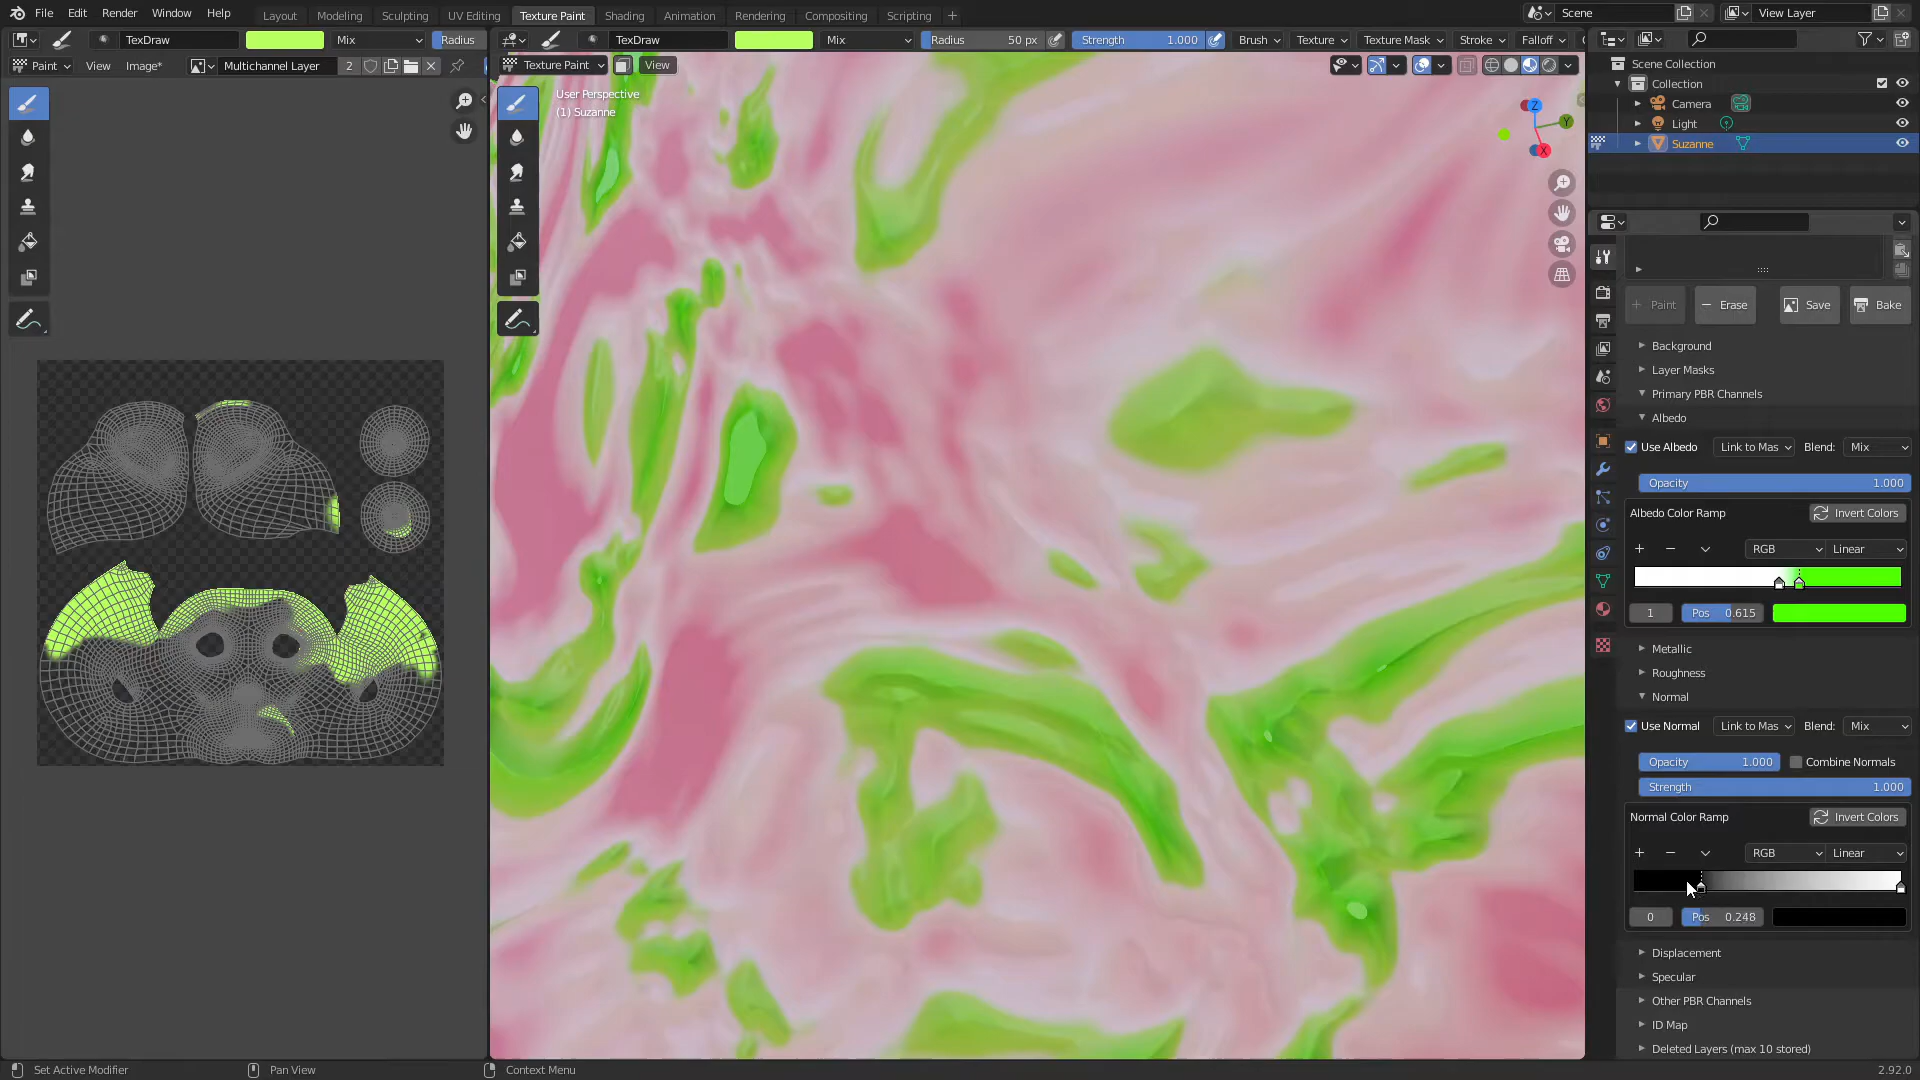 File Edit Render Window Help Layout Modeling Sculpting UV Editing Texture Paint Shading Animation Rendering Compositing Scripting + Scene View Layer
TexDraw Mix Radius TexDraw Mix Radius 50 px Strength 1.000 Brush Texture Texture Mask Stroke Falloff
Paint View Image* Multichannel Layer 2 Texture Paint View
Scene Collection
Collection
Camera
Light
Suzanne
User Perspective
(1) Suzanne
Z
Y
X
Paint Erase Save Bake
Background
Layer Masks
Primary PBR Channels
Albedo
Use Albedo Link to Mas Blend: Mix
Opacity 1.000
Albedo Color Ramp Invert Colors
RGB Linear
1 Pos 0.615
Metallic
Roughness
Normal
Use Normal Link to Mas Blend: Mix
Opacity 1.000 Combine Normals
Strength 1.000
Normal Color Ramp Invert Colors
RGB Linear
0 Pos 0.248
Displacement
Specular
Other PBR Channels
ID Map
Deleted Layers (max 10 stored)
Set Active Modifier Pan View Context Menu 2.92.0